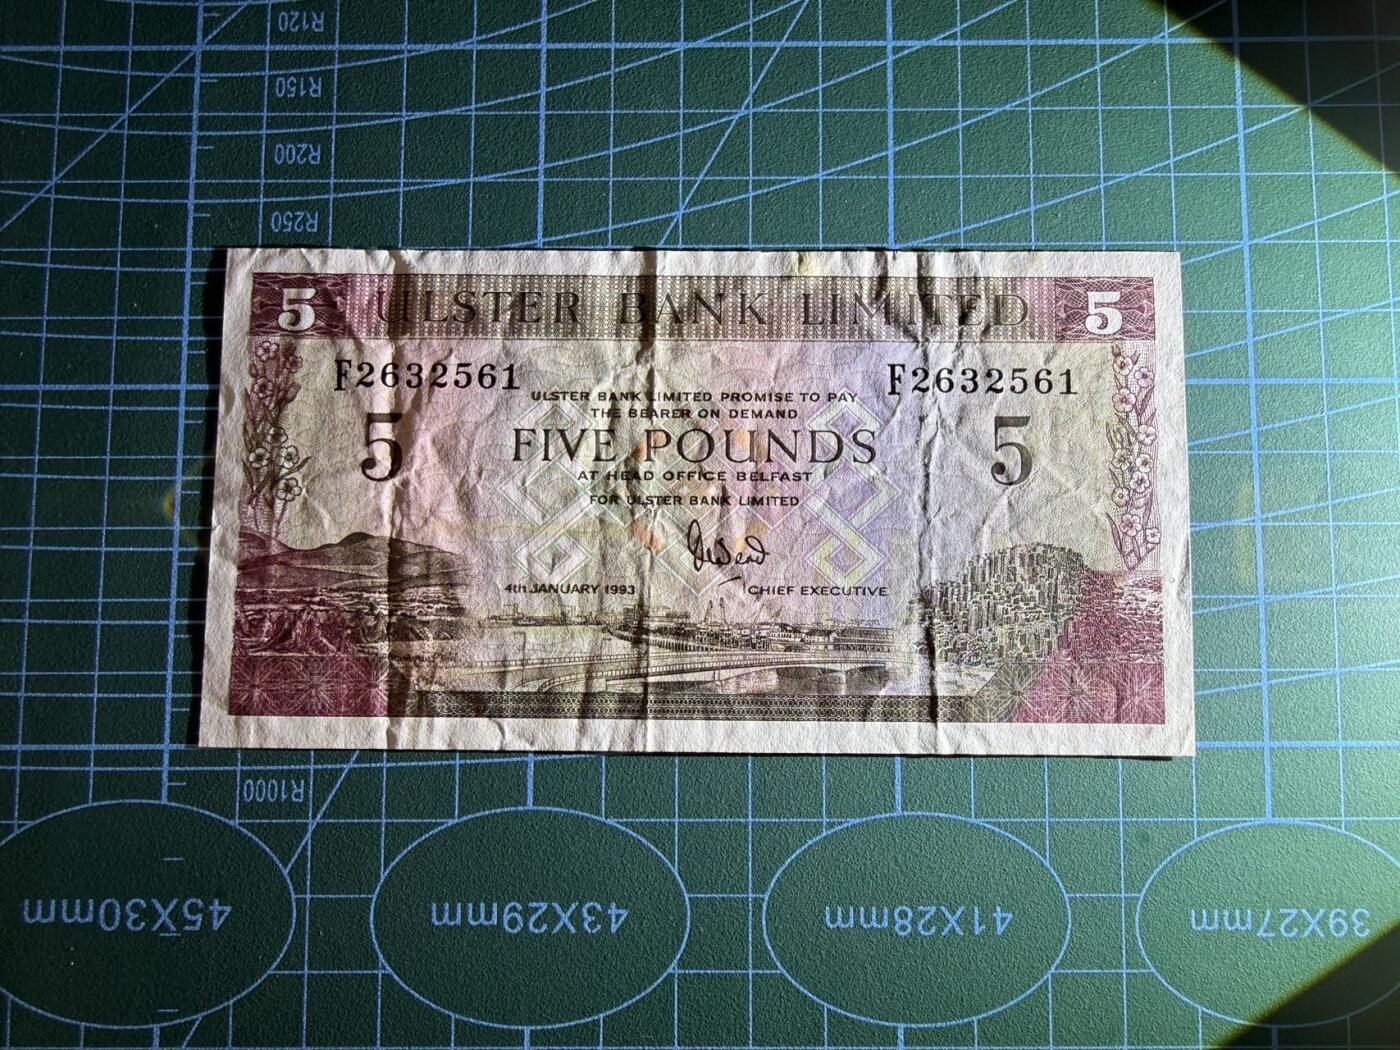 R120
R150
R200
R250
5 ULSTER BANK LIMITED 5
F2632561 F2632561
ULSTER BANK LIMITED PROMISE TO PAY
THE BEARER ON DEMAND
5 FIVE POUNDS 5
AT HEAD OFFICE BELFAST
FOR ULSTER BANK LIMITED
4th JANUARY 1993 CHIEF EXECUTIVE
R1000
45X30mm 43X29mm 41X28mm 39X27mm